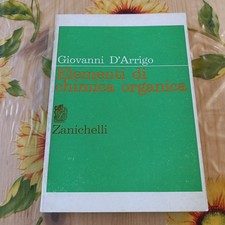 Giovanni D'Arrigo
Elementi di
chimica organica
Zanichelli